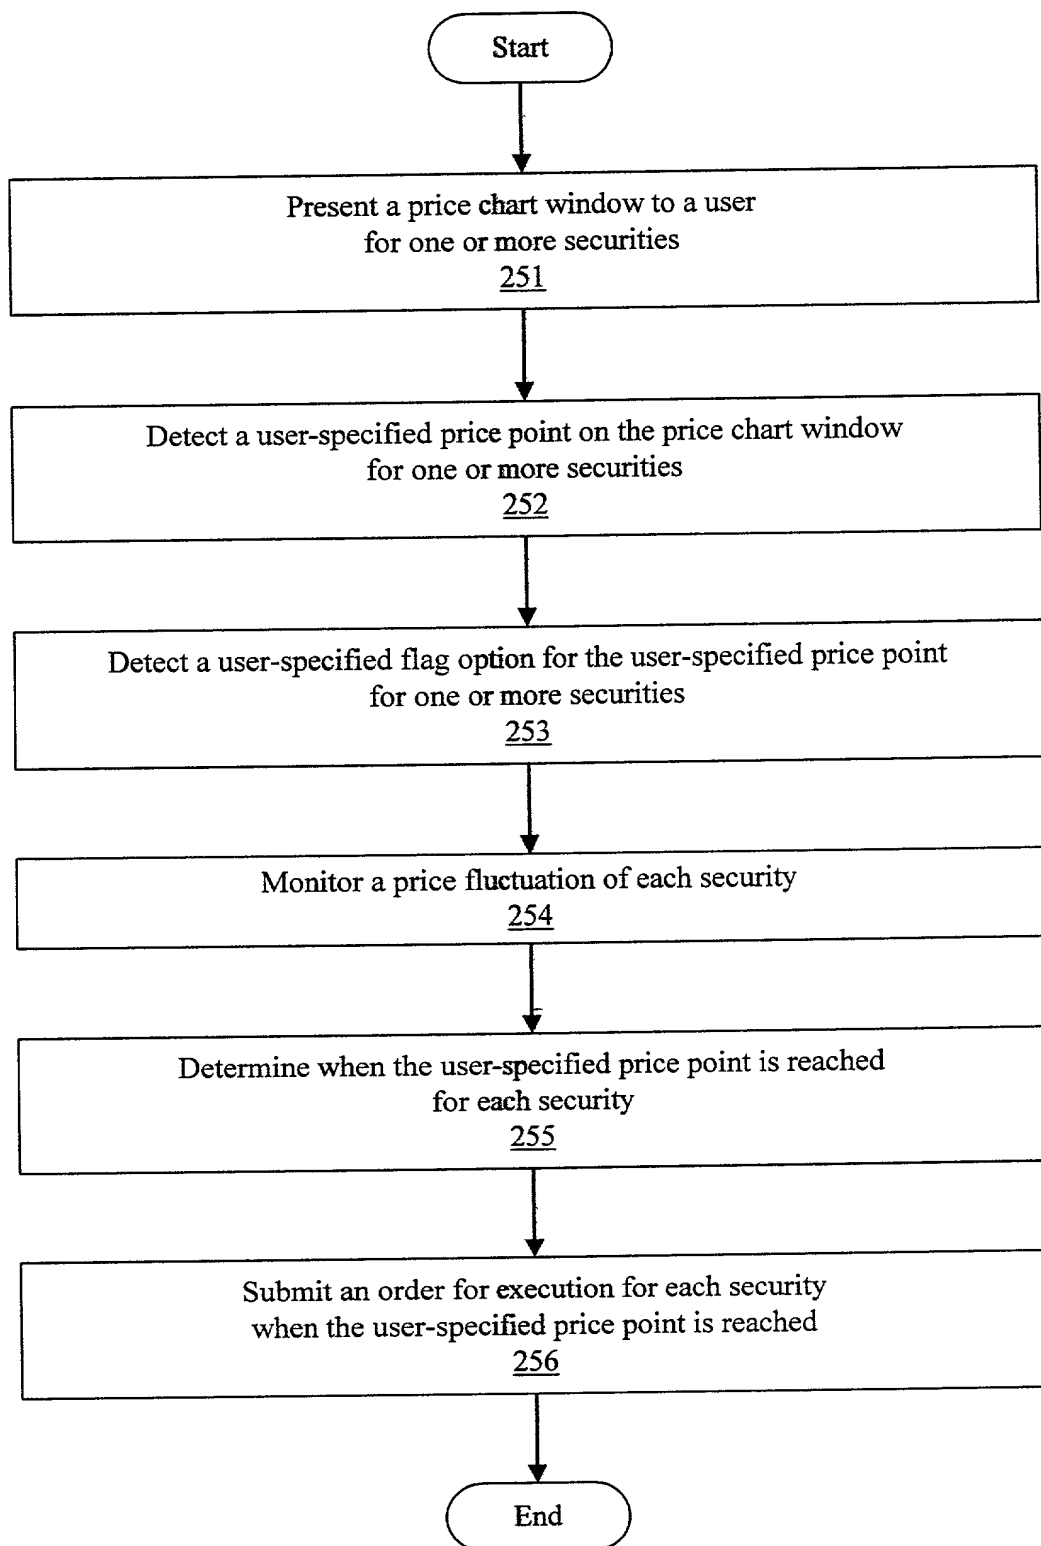 Start
Present a price chart window to a user
for one or more securities
251
Detect a user-specified price point on the price chart window
for one or more securities
252
Detect a user-specified flag option for the user-specified price point
for one or more securities
253
Monitor a price fluctuation of each security
254
Determine when the user-specified price point is reached
for each security
255
Submit an order for execution for each security
when the user-specified price point is reached
256
End